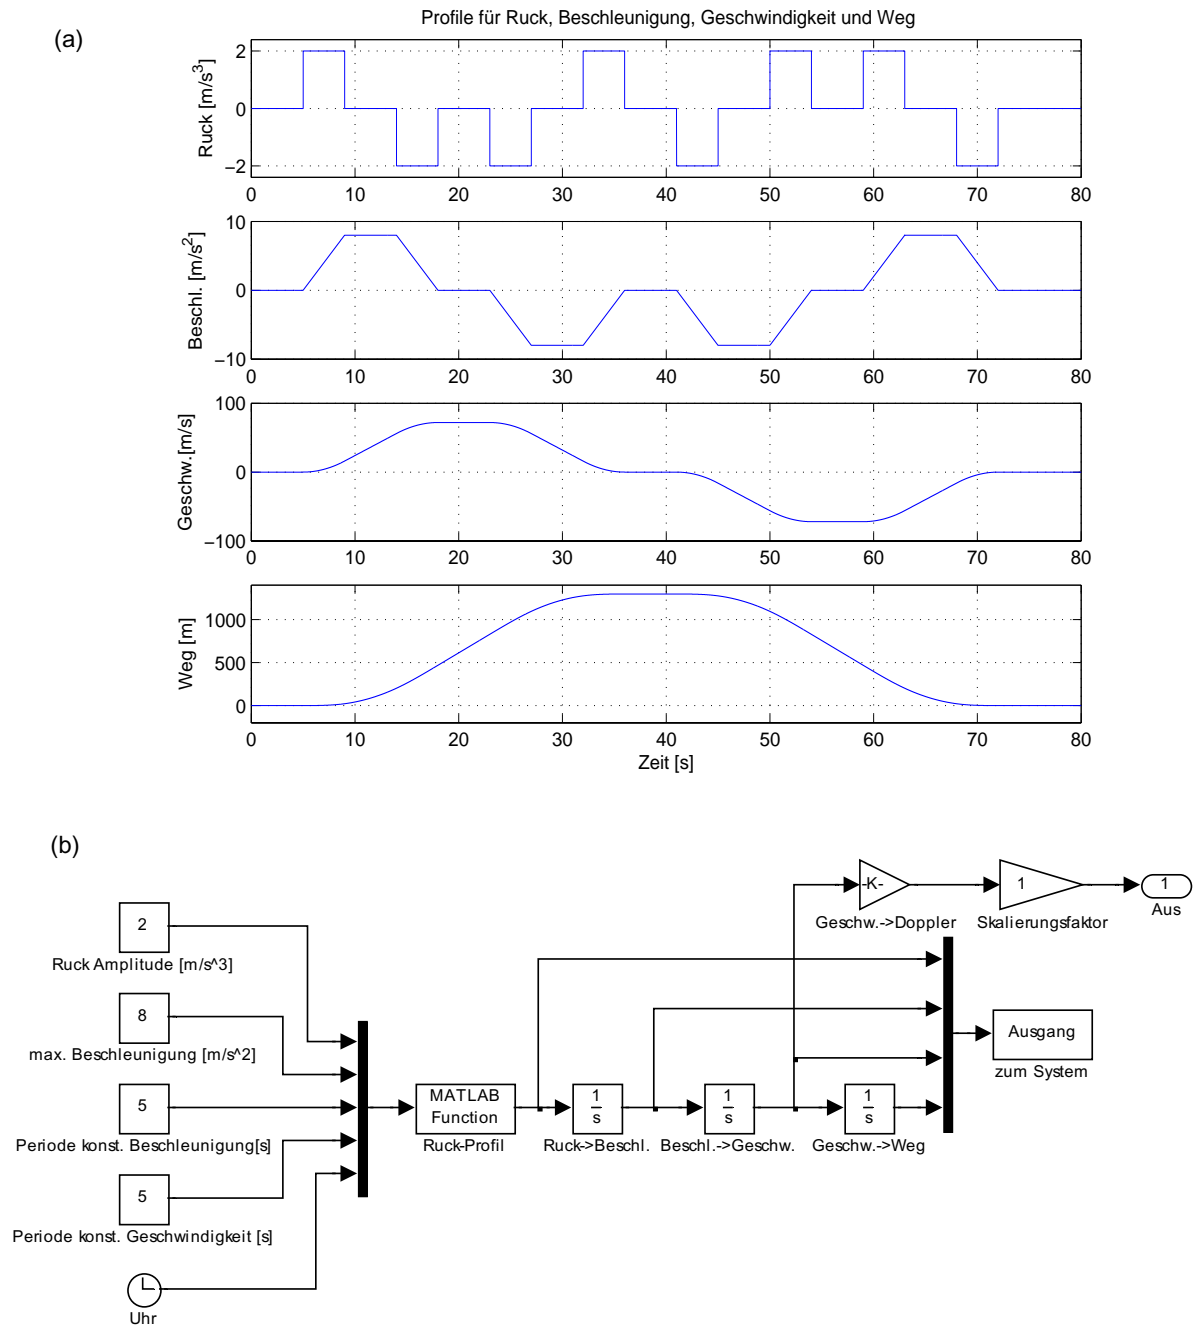 Profile für Ruck, Beschleunigung, Geschwindigkeit und Weg
(a)
Ruck [m/s³]
2
0
−2
0 10 20 30 40 50 60 70 80
Beschl. [m/s²]
10
0
−10
0 10 20 30 40 50 60 70 80
Geschw.[m/s]
100
0
−100
0 10 20 30 40 50 60 70 80
Weg [m]
1000
500
0
0 10 20 30 40 50 60 70 80
Zeit [s]
(b)
2
Ruck Amplitude [m/s^3]
8
max. Beschleunigung [m/s^2]
5
Periode konst. Beschleunigung[s]
5
Periode konst. Geschwindigkeit [s]
Uhr
MATLAB
Function
Ruck-Profil
1
s
Ruck->Beschl.
1
s
Beschl.->Geschw.
1
s
Geschw.->Weg
-K-
Geschw.->Doppler
1
Skalierungsfaktor
1
Aus
Ausgang
zum System